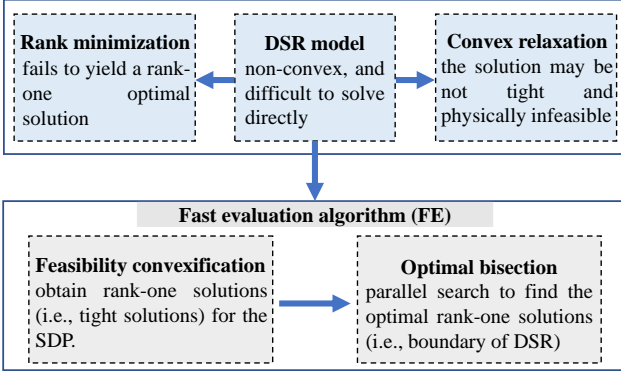 Rank minimization
fails to yield a rank-
one optimal
solution
DSR model
non-convex, and
difficult to solve
directly
Convex relaxation
the solution may be
not tight and
physically infeasible
Fast evaluation algorithm (FE)
Feasibility convexification
obtain rank-one solutions
(i.e., tight solutions) for the
SDP.
Optimal bisection
parallel search to find the
optimal rank-one solutions
(i.e., boundary of DSR)